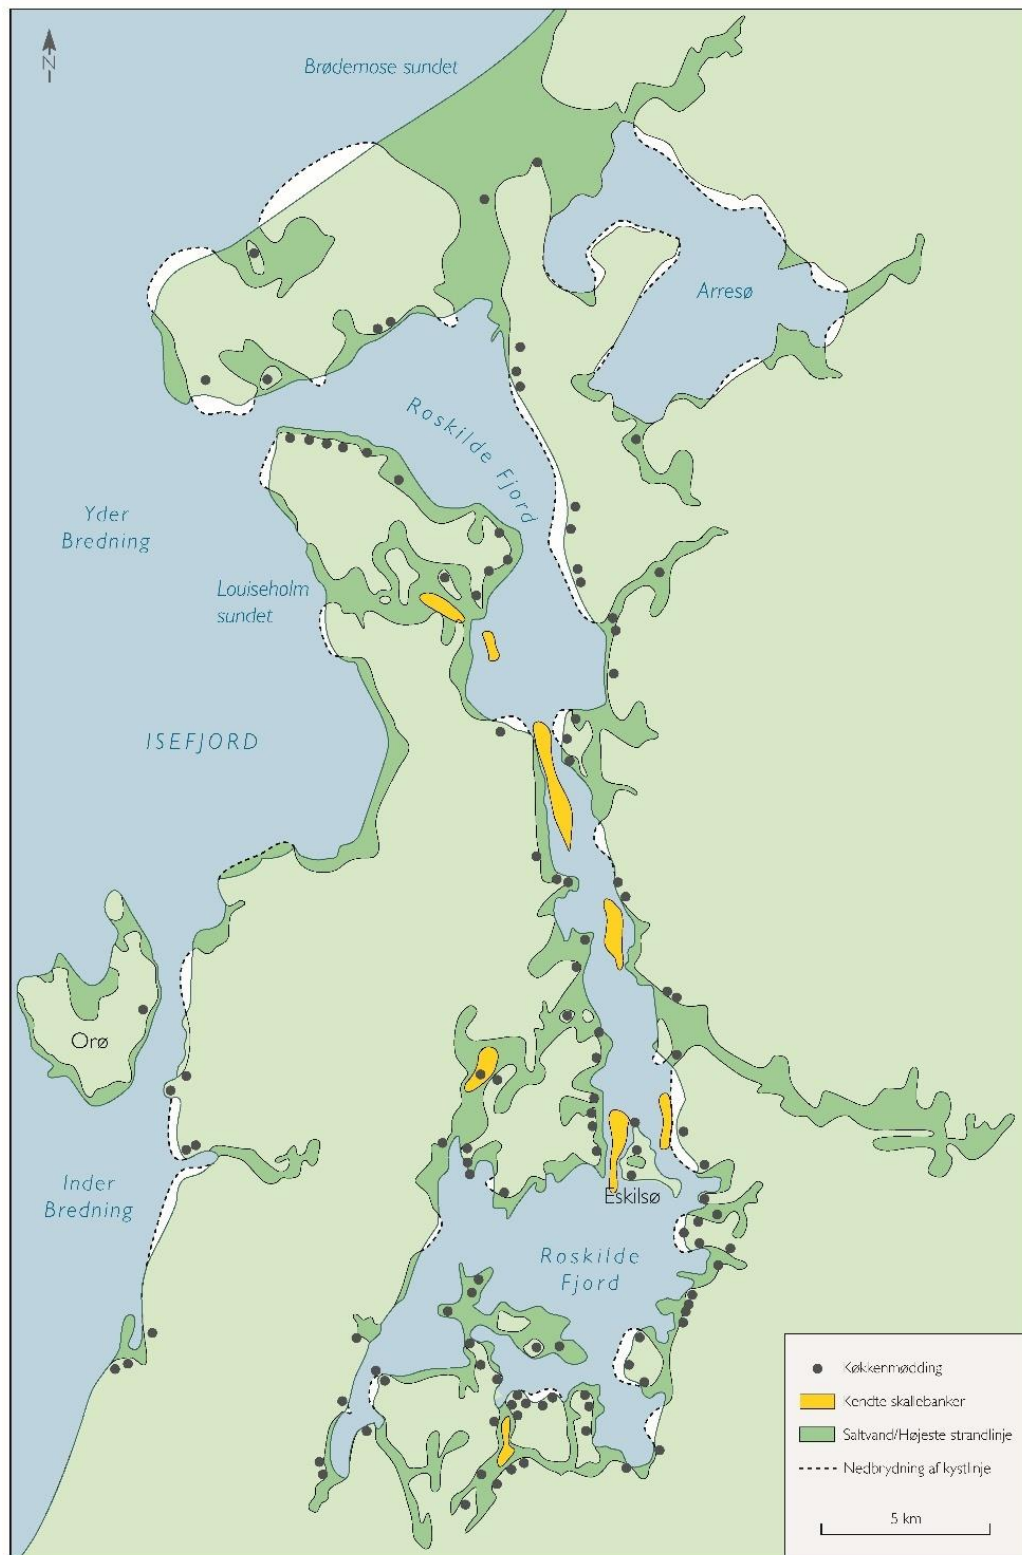 N
Brødemose sundet
Arresø
Roskilde Fjord
Yder
Bredning
Louiseholm
sundet
ISEFJORD
Orø
Inder
Bredning
Eskilsø
Roskilde
Fjord
Køkkenmødding
Kendte skallebanker
Saltvand/Højeste strandlinje
Nedbrydning af kystlinje
5 km